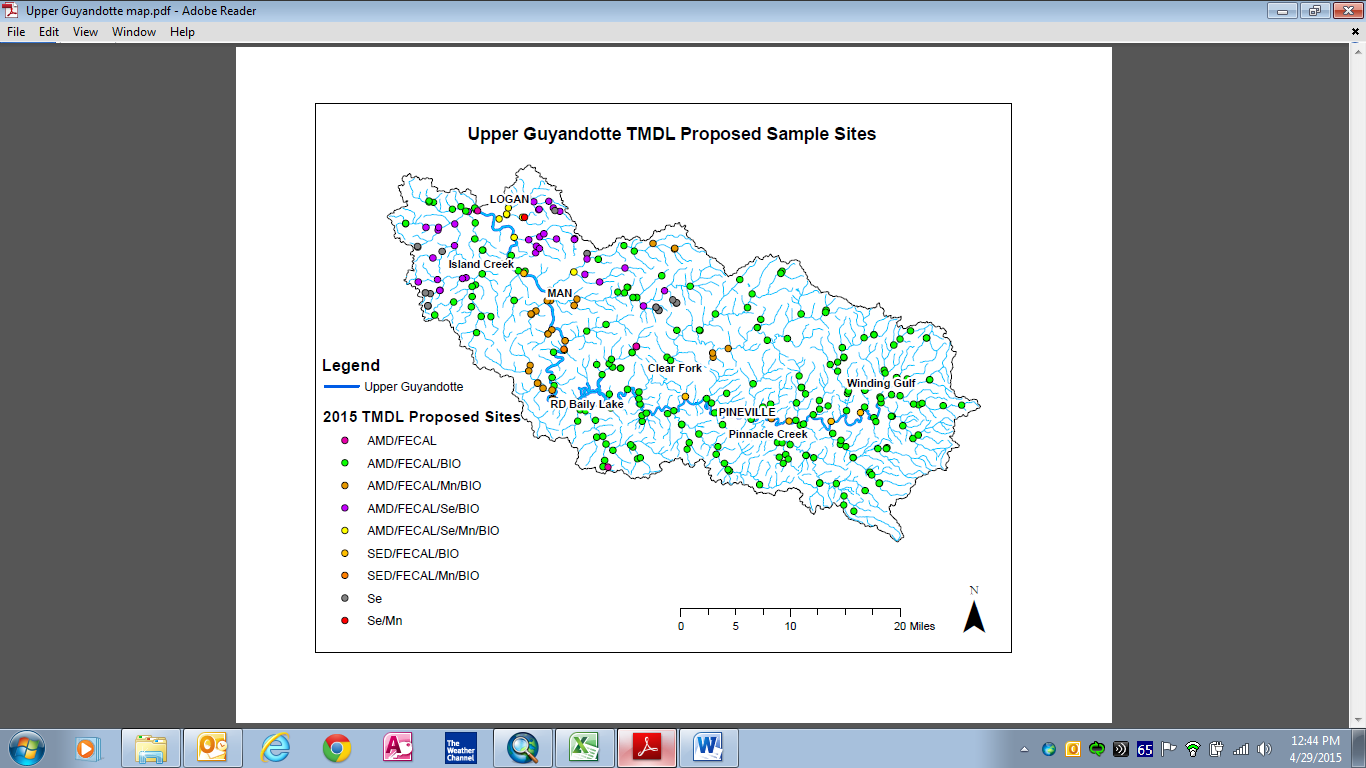 Upper Guyandotte map.pdf - Adobe Reader
File Edit View Window Help
Upper Guyandotte TMDL Proposed Sample Sites
LOGAN
Island Creek
MAN
Clear Fork
Winding Gulf
RD Baily Lake
PINEVILLE
Pinnacle Creek
Legend
Upper Guyandotte
2015 TMDL Proposed Sites
AMD/FECAL
AMD/FECAL/BIO
AMD/FECAL/Mn/BIO
AMD/FECAL/Se/BIO
AMD/FECAL/Se/Mn/BIO
SED/FECAL/BIO
SED/FECAL/Mn/BIO
Se
Se/Mn
N
0 5 10 20 Miles
The Weather Channel
65
12:44 PM
4/29/2015